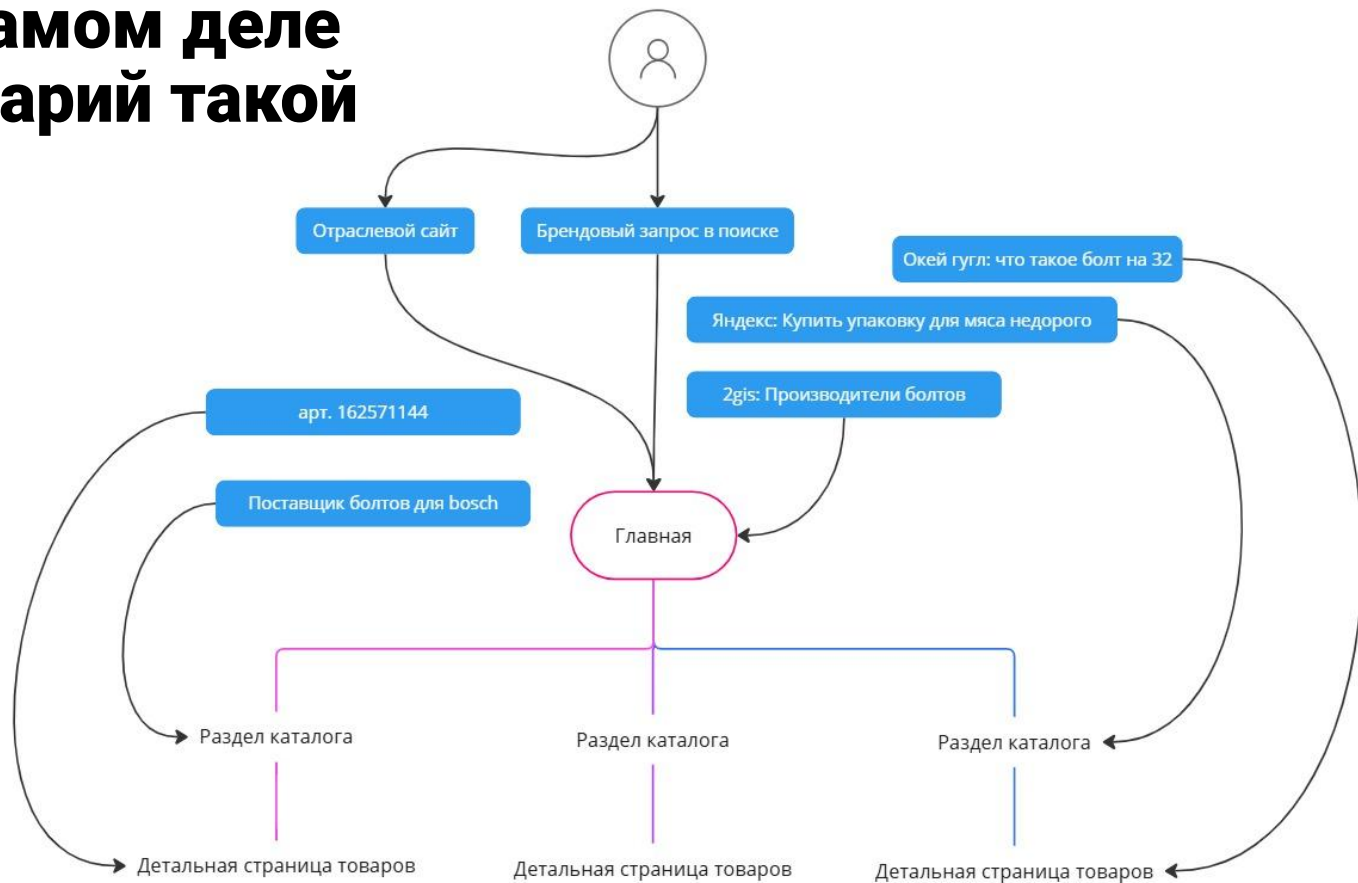 амом деле
арий такой
Отраслевой сайт
Брендовый запрос в поиске
Окей гугл: что такое болт на 32
Яндекс: Купить упаковку для мяса недорого
2gis: Производители болтов
арт. 162571144
Поставщик болтов для bosch
Главная
Раздел каталога
Раздел каталога
Раздел каталога
Детальная страница товаров
Детальная страница товаров
Детальная страница товаров